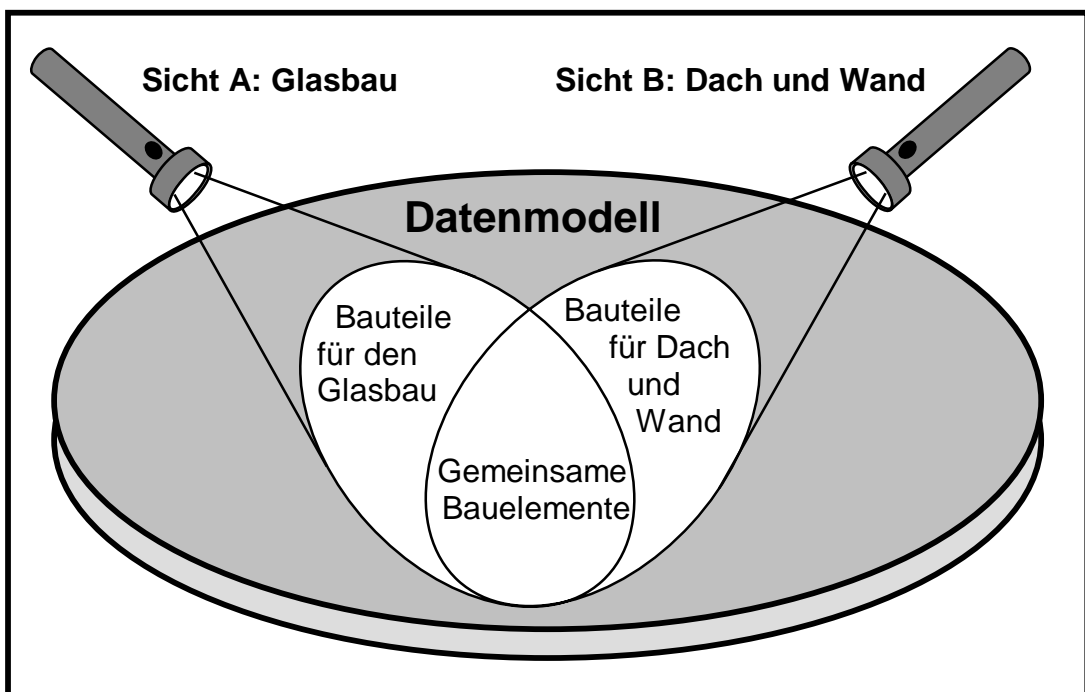 Sicht A: Glasbau
Sicht B: Dach und Wand
Datenmodell
Bauteile
für den
Glasbau
Bauteile
für Dach
und
Wand
Gemeinsame
Bauelemente